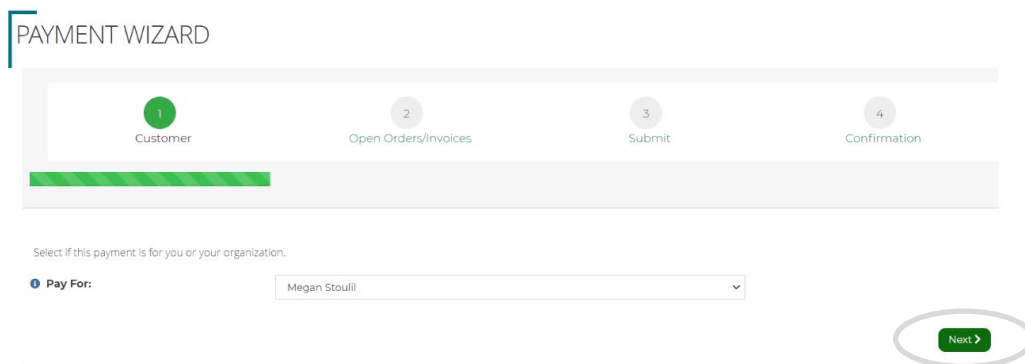 PAYMENT WIZARD
1 2 3 4
Customer Open Orders/Invoices Submit Confirmation
Select if this payment is for you or your organization.
Pay For: Megan Stoulil
Next